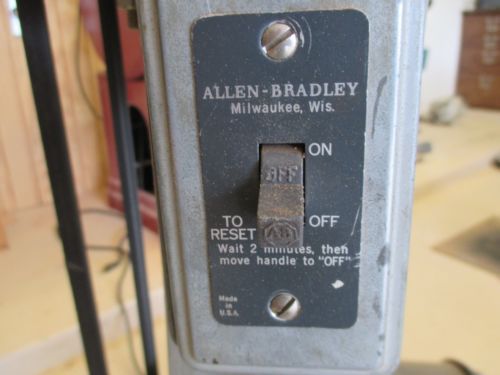 ALLEN-BRADLEY
Milwaukee, Wis.
ON
OFF
TO
RESET
OFF
AB
Wait 2 minutes, then
move handle to "OFF"
Made
in
U.S.A.